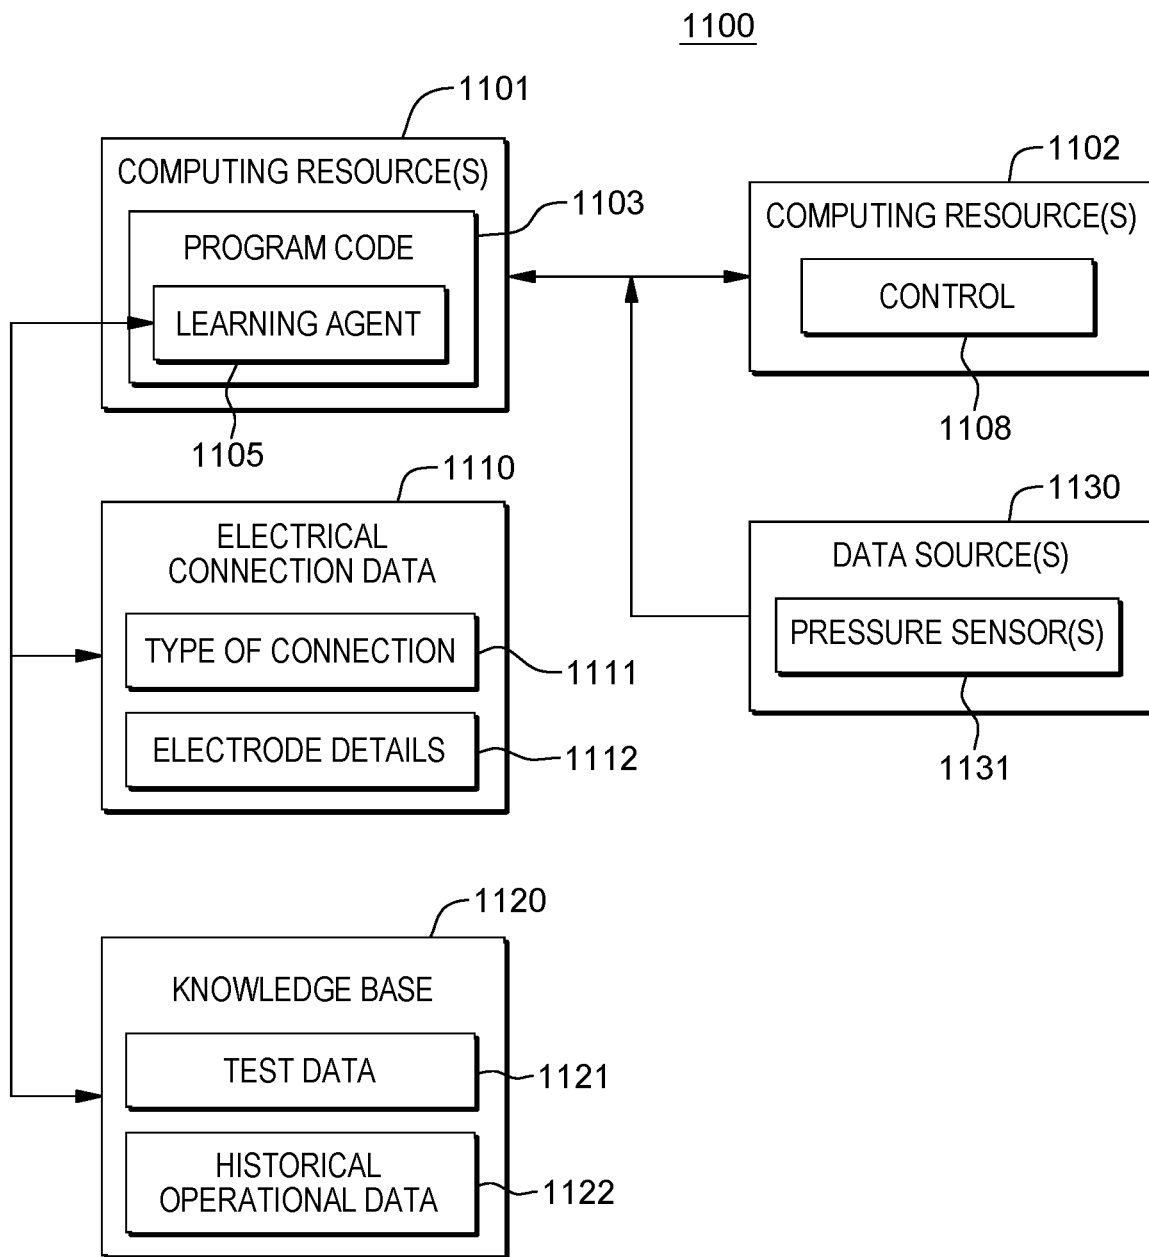 1100
1101
COMPUTING RESOURCE(S)
1103
PROGRAM CODE
LEARNING AGENT
1105
1102
COMPUTING RESOURCE(S)
CONTROL
1108
1110
ELECTRICAL
CONNECTION DATA
TYPE OF CONNECTION
1111
ELECTRODE DETAILS
1112
1130
DATA SOURCE(S)
PRESSURE SENSOR(S)
1131
1120
KNOWLEDGE BASE
TEST DATA
1121
HISTORICAL
OPERATIONAL DATA
1122